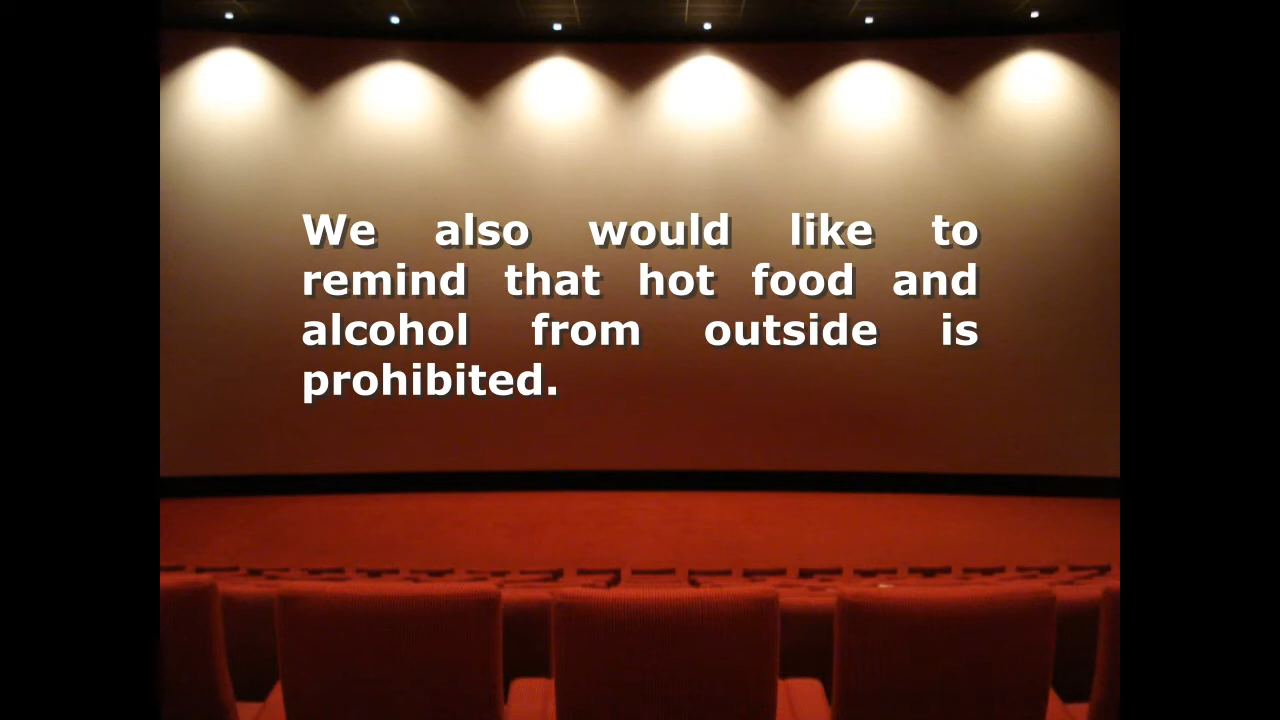 We also would like to
remind that hot food and
alcohol from outside is
prohibited.